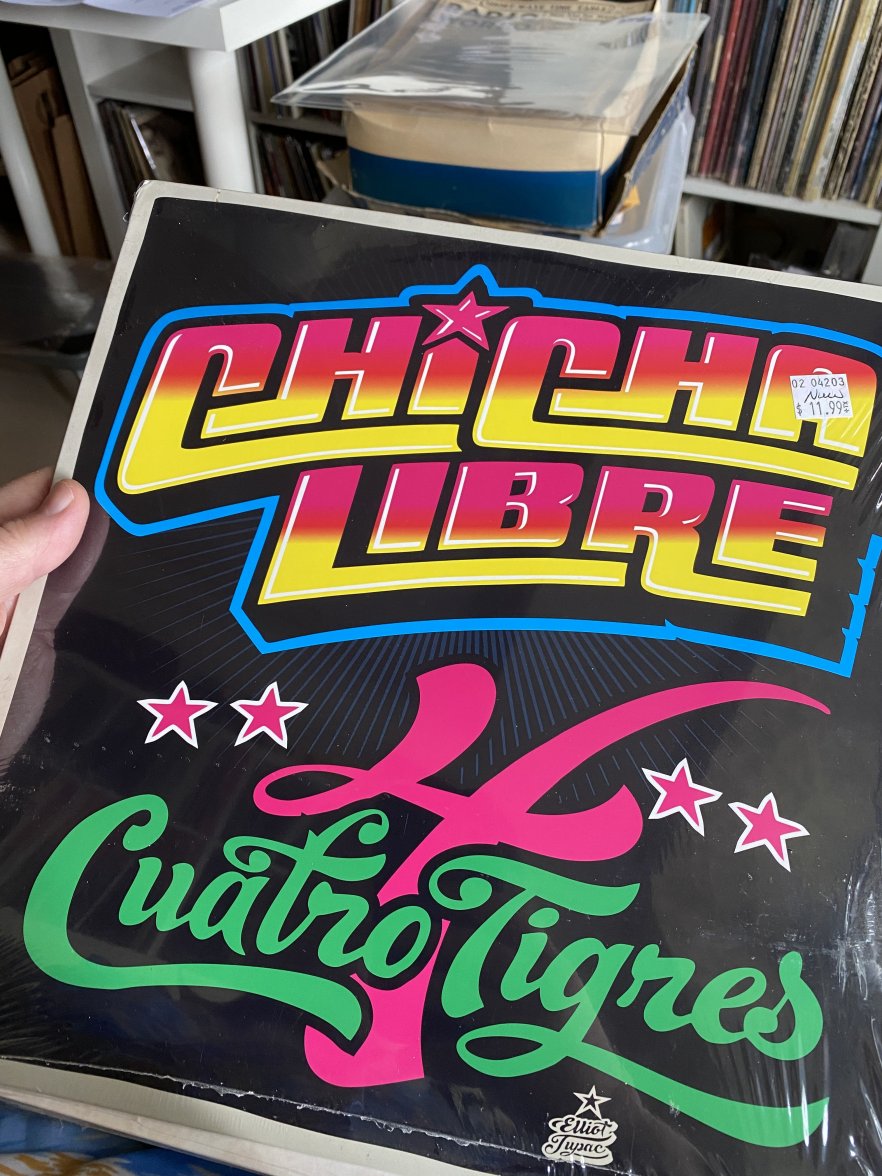 CHiCHA
02 04203
New
$ 11.99
LIBRE
4
Cuatro Tigres
Elliot
Tupac